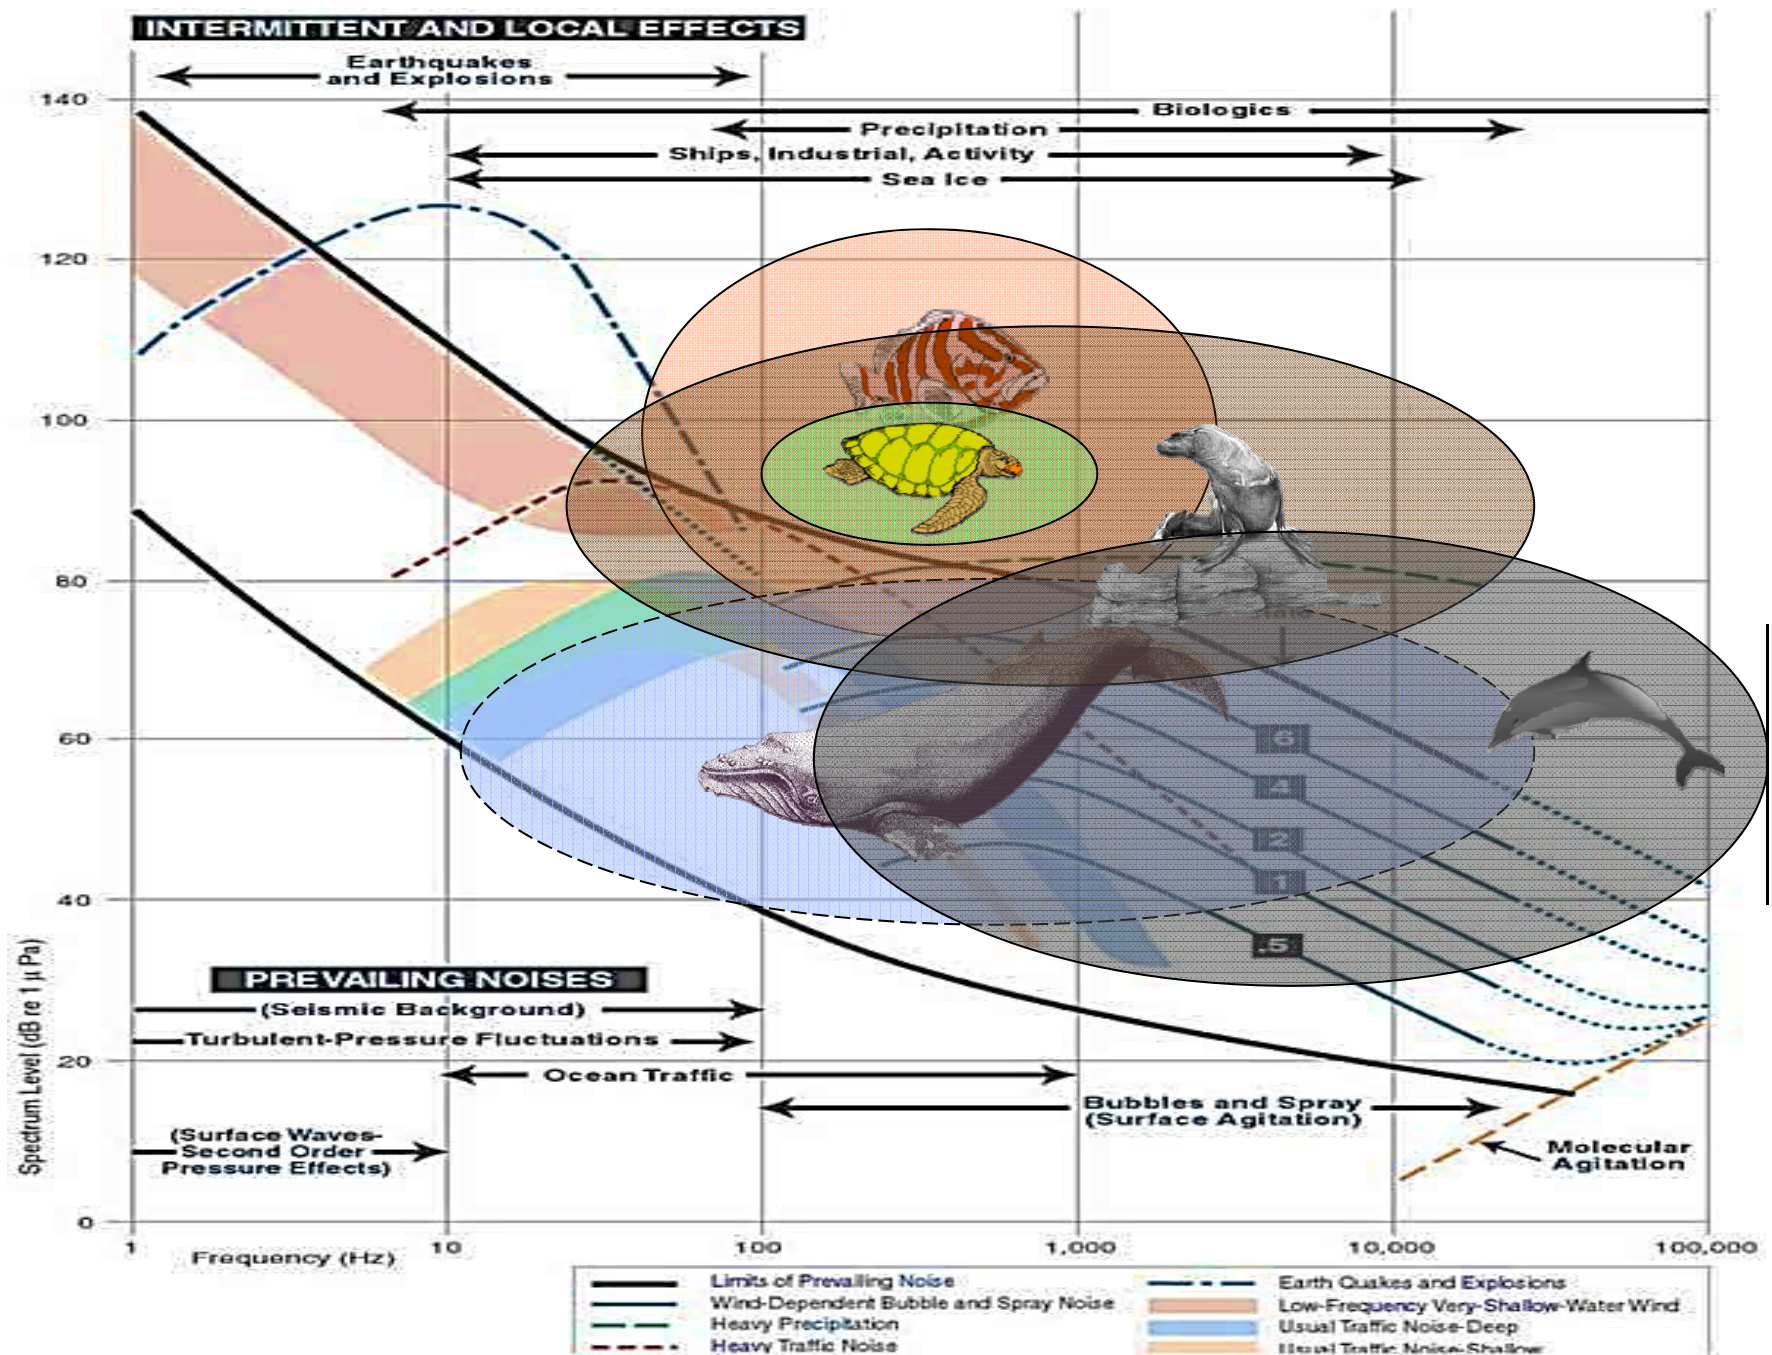 INTERMITTENT AND LOCAL EFFECTS
Earthquakes
and Explosions
Biologics
Precipitation
Ships, Industrial, Activity
Sea Ice
140
120
100
80
60
40
20
0
Spectrum Level (dB re 1 µ Pa)
6
4
2
1
.5
PREVAILING NOISES
(Seismic Background)
Turbulent-Pressure Fluctuations
Ocean Traffic
Bubbles and Spray
(Surface Agitation)
(Surface Waves-
Second Order
Pressure Effects)
Molecular
Agitation
1
10
100
1,000
10,000
100,000
Frequency (Hz)
Limits of Prevailing Noise
Wind-Dependent Bubble and Spray Noise
Heavy Precipitation
Heavy Traffic Noise
Earth Quakes and Explosions
Low-Frequency Very-Shallow-Water Wind
Usual Traffic Noise-Deep
Usual Traffic Noise-Shallow